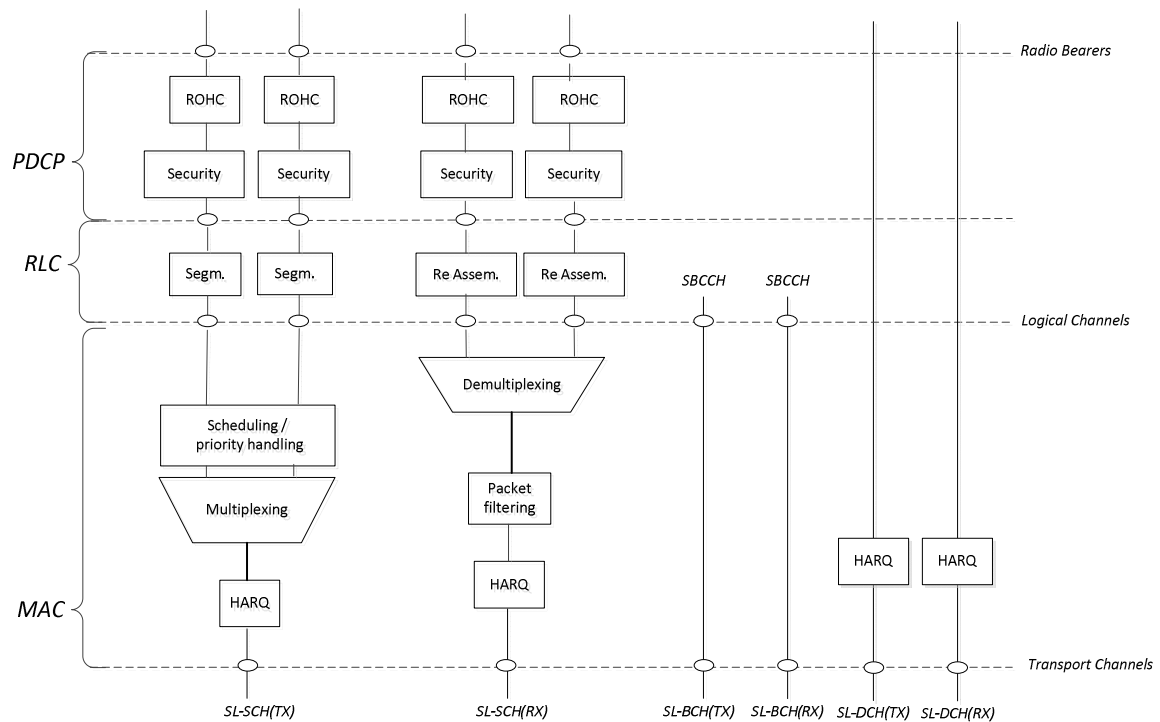 Radio Bearers
ROHC
ROHC
ROHC
ROHC
PDCP
Security
Security
Security
Security
RLC
Segm.
Segm.
Re Assem.
Re Assem.
SBCCH
SBCCH
Logical Channels
Demultiplexing
Scheduling /
priority handling
Packet
filtering
Multiplexing
HARQ
HARQ
HARQ
HARQ
MAC
Transport Channels
SL-SCH(TX)
SL-SCH(RX)
SL-BCH(TX)
SL-BCH(RX)
SL-DCH(TX)
SL-DCH(RX)